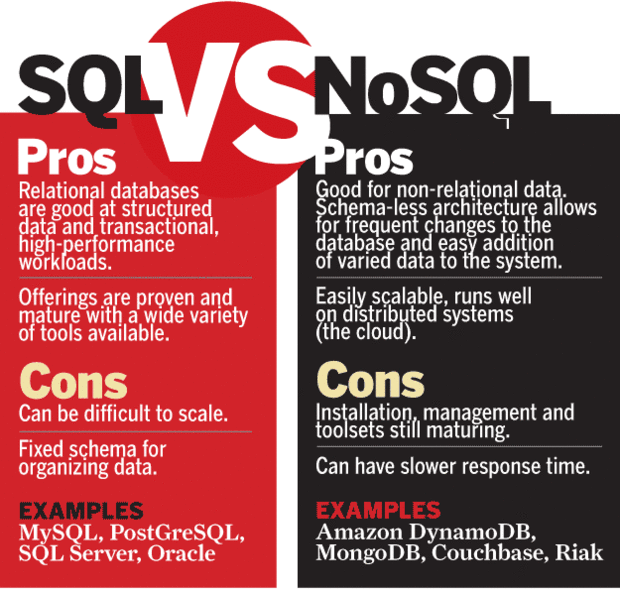 SQL VS NoSQL
Pros
Relational databases
are good at structured
data and transactional,
high-performance
workloads.
Offerings are proven and
mature with a wide variety
of tools available.
Cons
Can be difficult to scale.
Fixed schema for
organizing data.
EXAMPLES
MySQL, PostGreSQL,
SQL Server, Oracle
Pros
Good for non-relational data.
Schema-less architecture allows
for frequent changes to the
database and easy addition
of varied data to the system.
Easily scalable, runs well
on distributed systems
(the cloud).
Cons
Installation, management and
toolsets still maturing.
Can have slower response time.
EXAMPLES
Amazon DynamoDB,
MongoDB, Couchbase, Riak